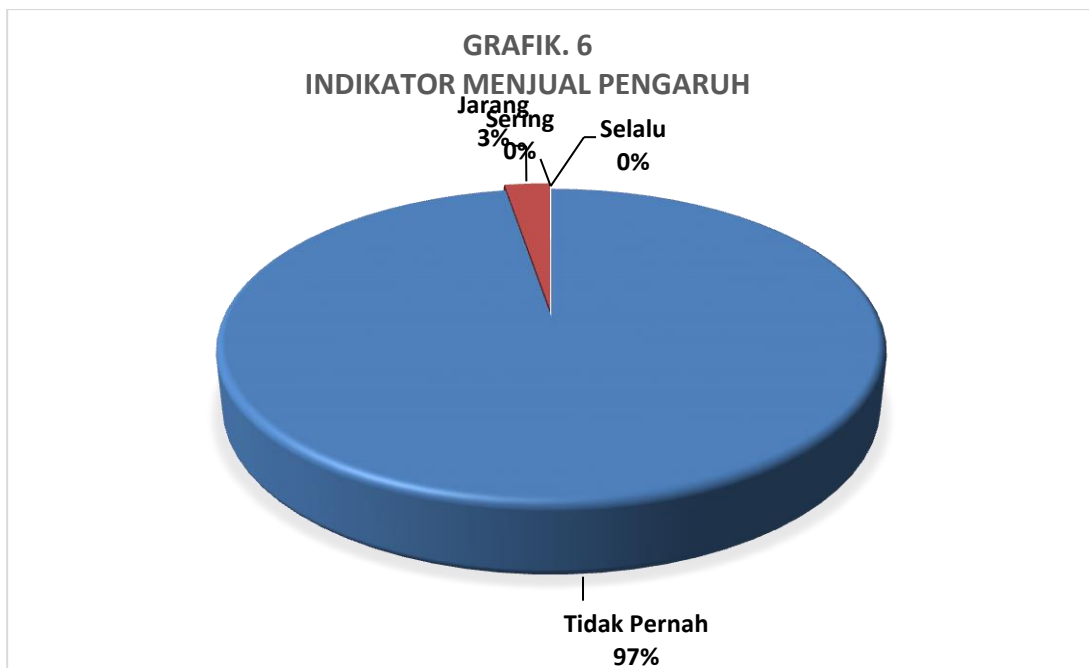 GRAFIK. 6
INDIKATOR MENJUAL PENGARUH
Jarang
3%
Sering
0%
Selalu
0%
Tidak Pernah
97%